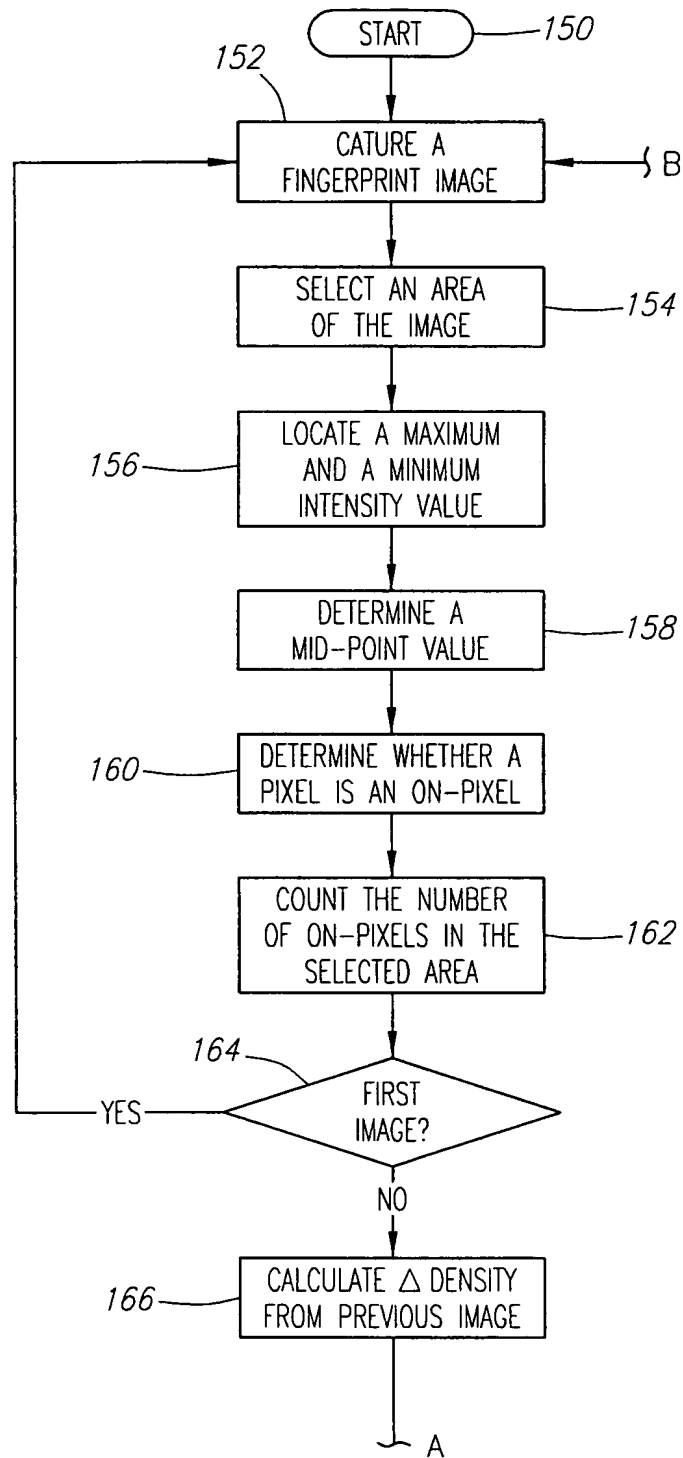 START
150
152
CATURE A
FINGERPRINT IMAGE
B
SELECT AN AREA
OF THE IMAGE
154
LOCATE A MAXIMUM
AND A MINIMUM
INTENSITY VALUE
156
DETERMINE A
MID-POINT VALUE
158
160
DETERMINE WHETHER A
PIXEL IS AN ON-PIXEL
COUNT THE NUMBER
OF ON-PIXELS IN THE
SELECTED AREA
162
164
FIRST
IMAGE?
YES
NO
CALCULATE △ DENSITY
FROM PREVIOUS IMAGE
166
A